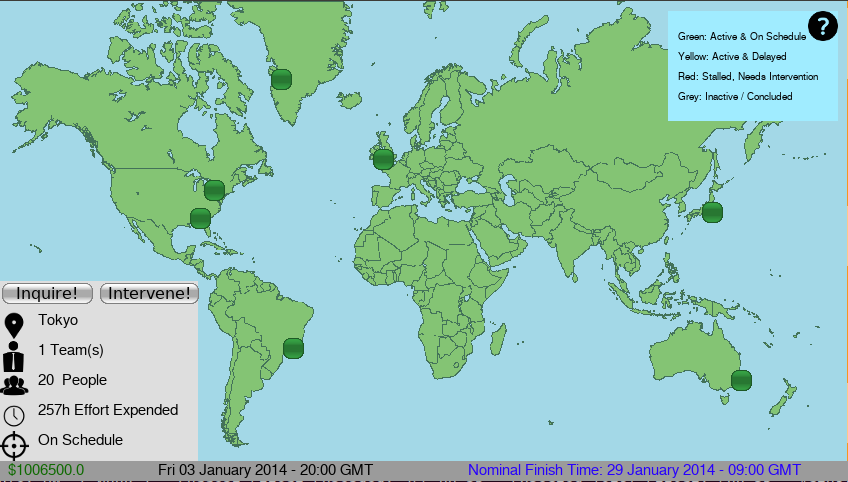 ?
Green: Active & On Schedule
Yellow: Active & Delayed
Red: Stalled, Needs Intervention
Grey: Inactive / Concluded
Inquire! Intervene!
Tokyo
1 Team(s)
20 People
257h Effort Expended
On Schedule
$1006500.0 Fri 03 January 2014 - 20:00 GMT Nominal Finish Time: 29 January 2014 - 09:00 GMT